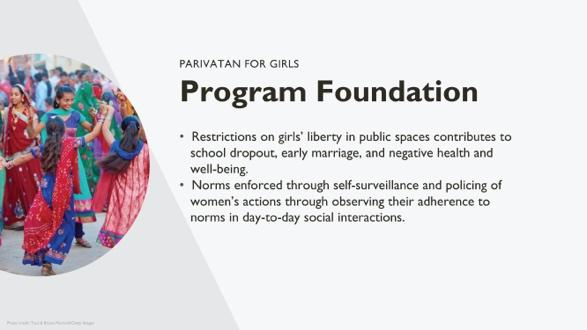 PARIVATAN FOR GIRLS
Program Foundation
• Restrictions on girls' liberty in public spaces contributes to
school dropout, early marriage, and negative health and
well-being.
• Norms enforced through self-surveillance and policing of
women's actions through observing their adherence to
norms in day-to-day social interactions.
Photo credit: